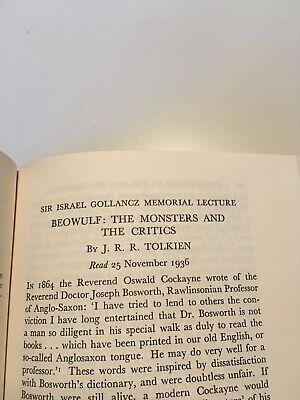 SIR ISRAEL GOLLANCZ MEMORIAL LECTURE
BEOWULF: THE MONSTERS AND
THE CRITICS
By J. R. R. TOLKIEN
Read 25 November 1936
IN 1864 the Reverend Oswald Cockayne wrote of the
Reverend Doctor Joseph Bosworth, Rawlinsonian Professor
of Anglo-Saxon: 'I have tried to lend to others the con-
viction I have long entertained that Dr. Bosworth is not
a man so diligent in his special walk as duly to read the
books . . . which have been printed in our old English, or
so-called Anglosaxon tongue. He may do very well for a
professor.'¹ These words were inspired by dissatisfaction
with Bosworth's dictionary, and were doubtless unfair. If
Bosworth were still alive, a modern Cockayne would